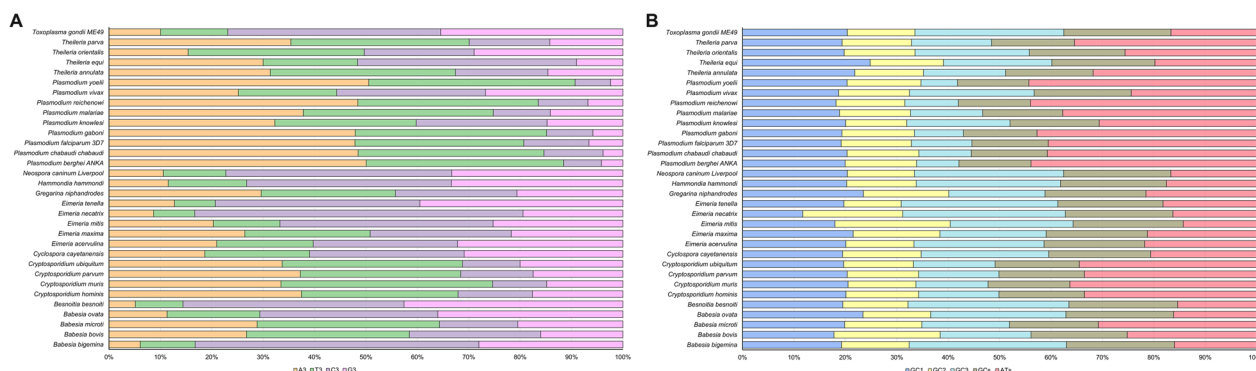 A
Toxoplasma gondii ME49
Theileria parva
Theileria orientalis
Theileria equi
Theileria annulata
Plasmodium yoelii
Plasmodium vivax
Plasmodium reichenowi
Plasmodium malariae
Plasmodium knowlesi
Plasmodium gaboni
Plasmodium falciparum 3D7
Plasmodium chabaudi chabaudi
Plasmodium berghei ANKA
Neospora caninum Liverpool
Hammondia hammondi
Gregarina niphandrodes
Eimeria tenella
Eimeria necatrix
Eimeria mitis
Eimeria maxima
Eimeria acervulina
Cyclospora cayetanensis
Cryptosporidium ubiquitum
Cryptosporidium parvum
Cryptosporidium muris
Cryptosporidium hominis
Besnoitia besnoiti
Babesia ovata
Babesia microti
Babesia bovis
Babesia bigemina
0% 10% 20% 30% 40% 50% 60% 70% 80% 90% 100%
A3 T3 C3 G3
B
Toxoplasma gondii ME49
Theileria parva
Theileria orientalis
Theileria equi
Theileria annulata
Plasmodium yoelii
Plasmodium vivax
Plasmodium reichenowi
Plasmodium malariae
Plasmodium knowlesi
Plasmodium gaboni
Plasmodium falciparum 3D7
Plasmodium chabaudi chabaudi
Plasmodium berghei ANKA
Neospora caninum Liverpool
Hammondia hammondi
Gregarina niphandrodes
Eimeria tenella
Eimeria necatrix
Eimeria mitis
Eimeria maxima
Eimeria acervulina
Cyclospora cayetanensis
Cryptosporidium ubiquitum
Cryptosporidium parvum
Cryptosporidium muris
Cryptosporidium hominis
Besnoitia besnoiti
Babesia ovata
Babesia microti
Babesia bovis
Babesia bigemina
0% 10% 20% 30% 40% 50% 60% 70% 80% 90% 100%
GC1 GC2 GC3 GCs ATs